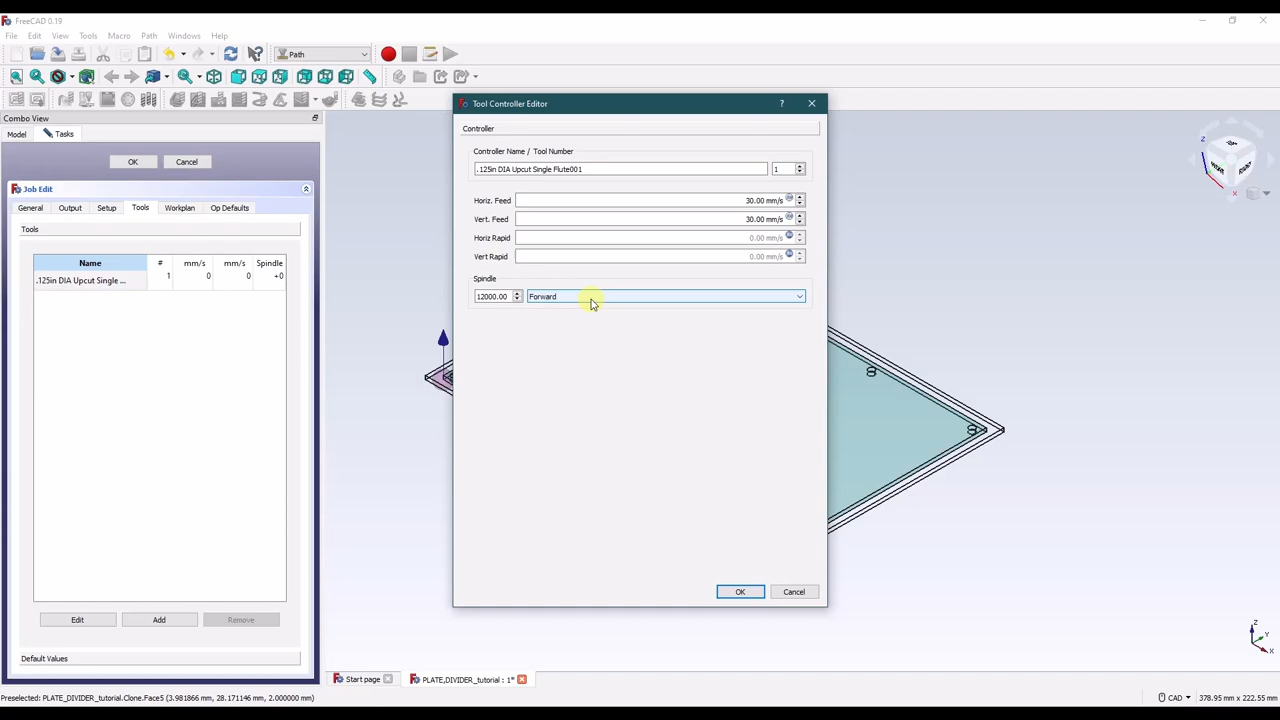 FreeCAD 0.19
File Edit View Tools Macro Path Windows Help
Path
Combo View
Model Tasks
OK Cancel
Job Edit
General Output Setup Tools Workplan Op Defaults
Tools
Name # mm/s mm/s Spindle
.125in DIA Upcut Single ... 1 0 0 +0
Edit Add Remove
Default Values
Tool Controller Editor ?
Controller
Controller Name / Tool Number
.125in DIA Upcut Single Flute001 1
Horiz. Feed 30.00 mm/s
Vert. Feed 30.00 mm/s
Horiz Rapid 0.00 mm/s
Vert Rapid 0.00 mm/s
Spindle
12000.00 Forward
OK Cancel
Z
X
Z
Y
X
Start page PLATE_DIVIDER_tutorial : 1*
Preselected: PLATE_DIVIDER_tutorial.Clone.Face5 (3.981866 mm, 28.171146 mm, 2.000000 mm) CAD 378.95 mm x 222.55 mm